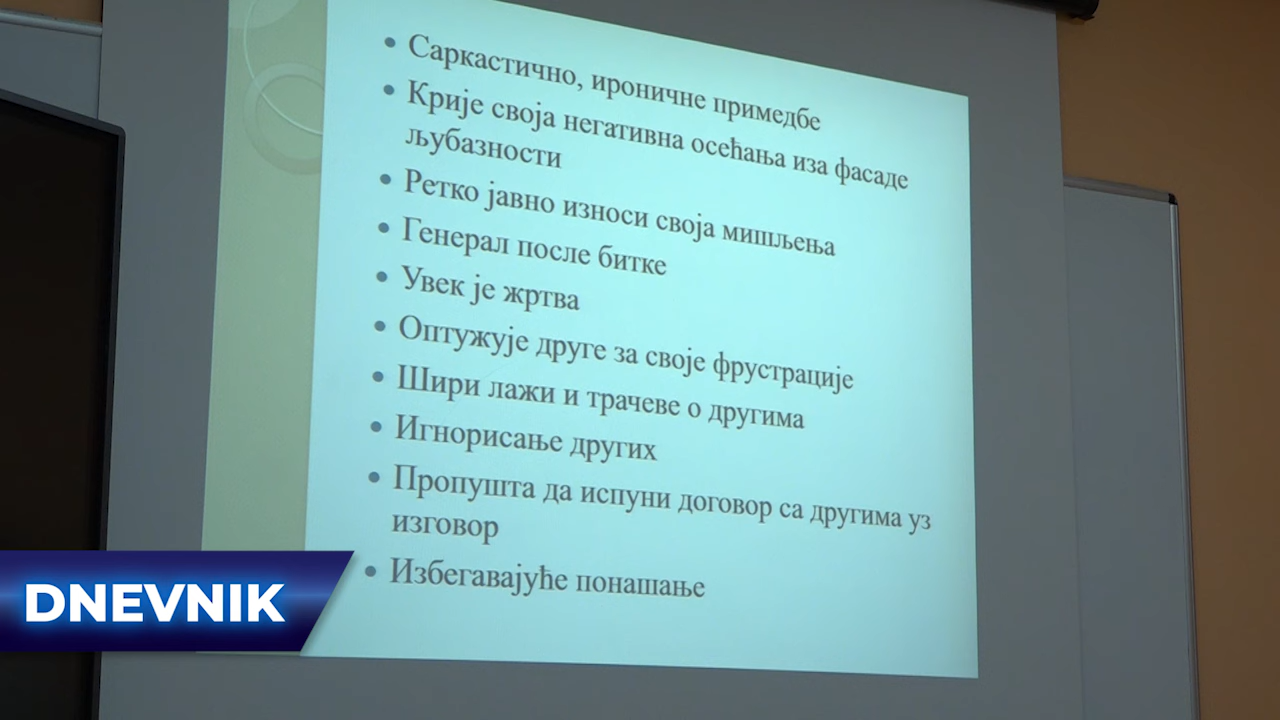 Саркастично, ироничне примедбе
Крије своја негативна осећања иза фасаде
љубазности
Ретко јавно износи своја мишљења
Генерал после битке
Увек је жртва
Оптужује друге за своје фрустрације
Шири лажи и трачеве о другима
Игнорисање других
Пропушта да испуни договор са другима уз
изговор
Избегавајуће понашање
DNEVNIK